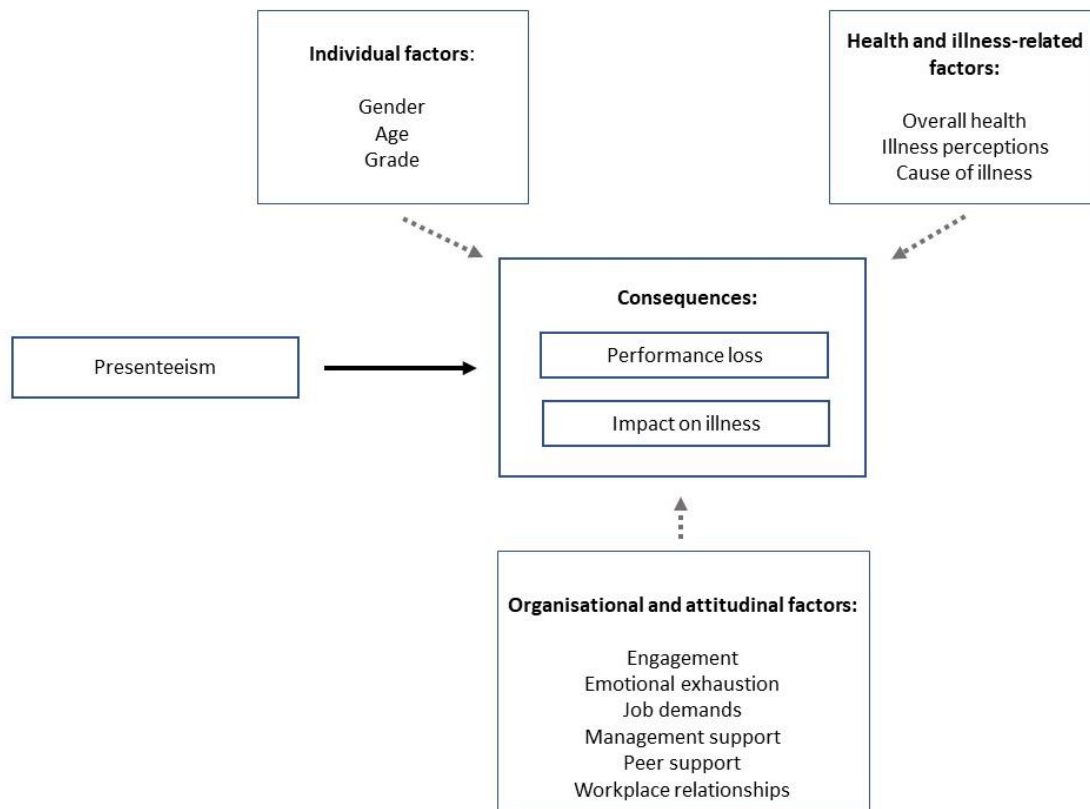 Individual factors:
Gender
Age
Grade
Health and illness-related
factors:
Overall health
Illness perceptions
Cause of illness
Presenteeism
Consequences:
Performance loss
Impact on illness
Organisational and attitudinal factors:
Engagement
Emotional exhaustion
Job demands
Management support
Peer support
Workplace relationships